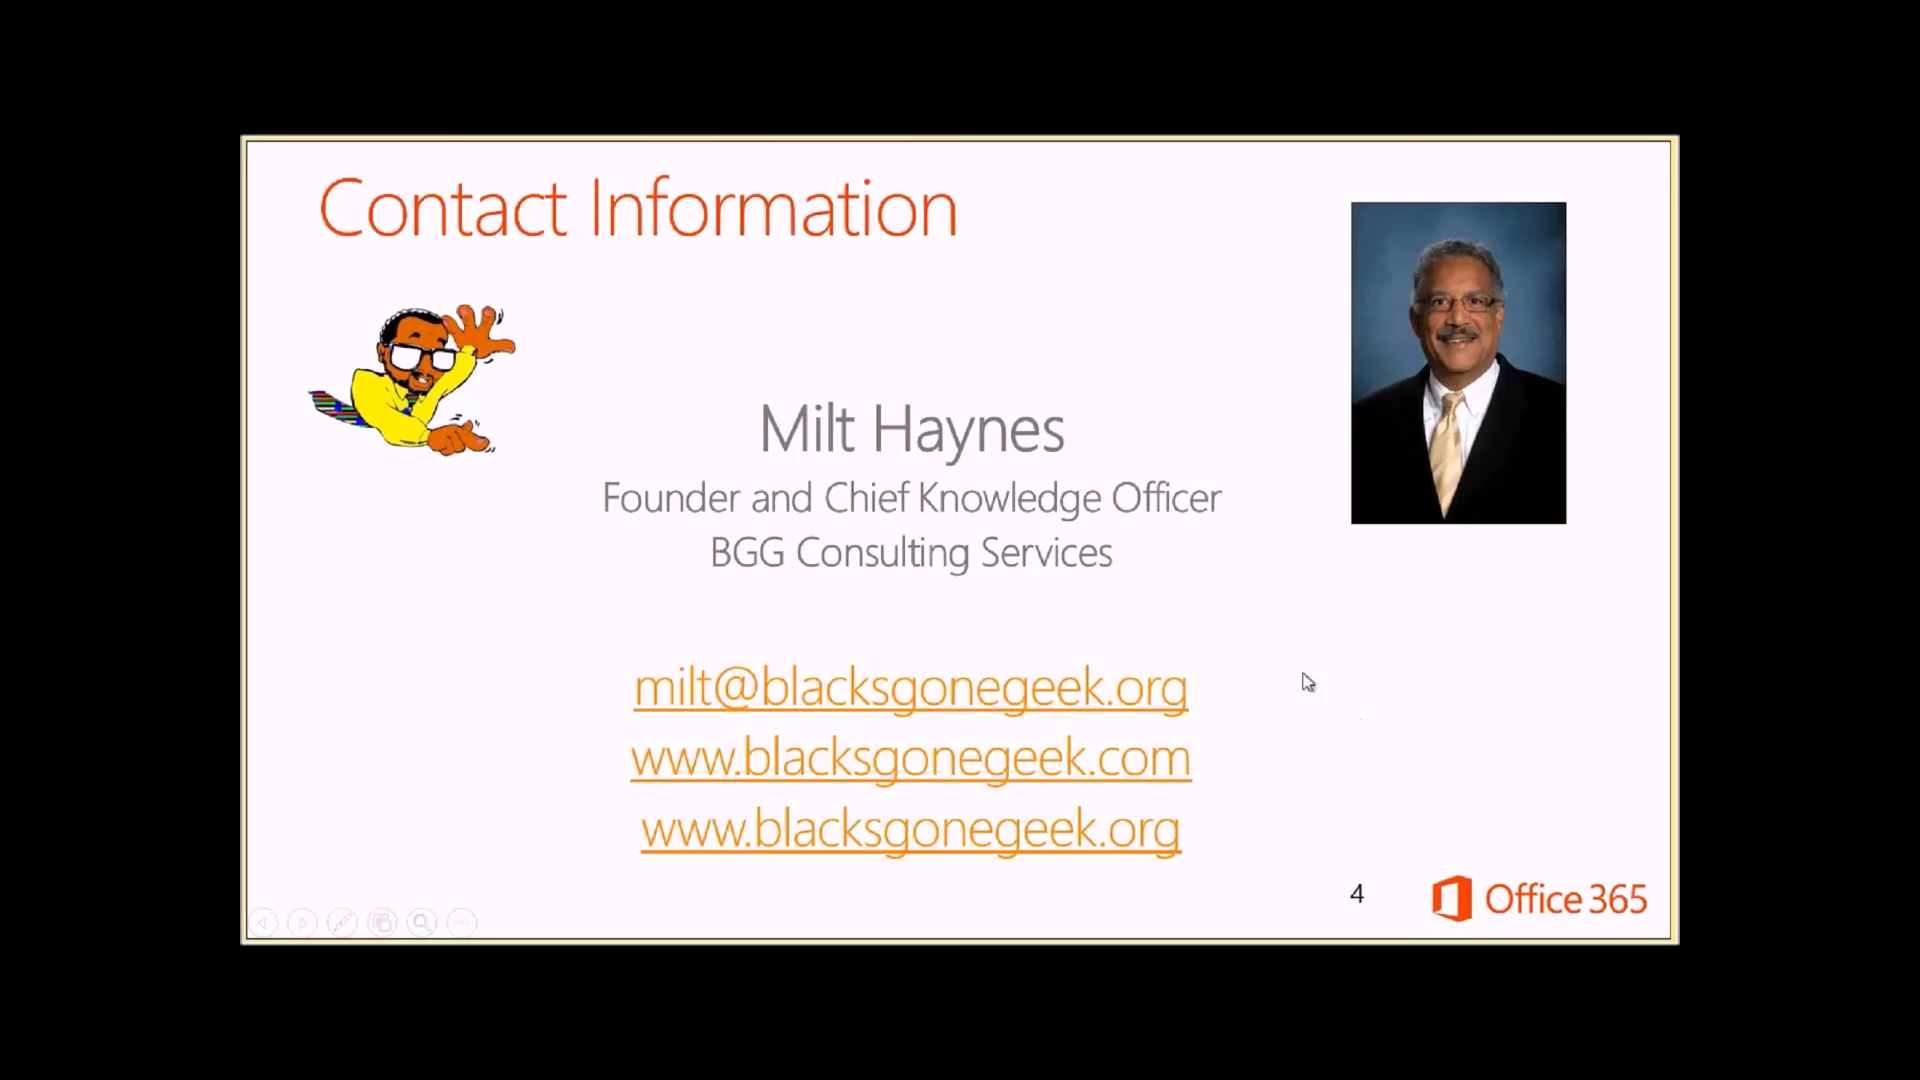 Contact Information
Milt Haynes
Founder and Chief Knowledge Officer
BGG Consulting Services
milt@blacksgonegeek.org
www.blacksgonegeek.com
www.blacksgonegeek.org
4
Office 365